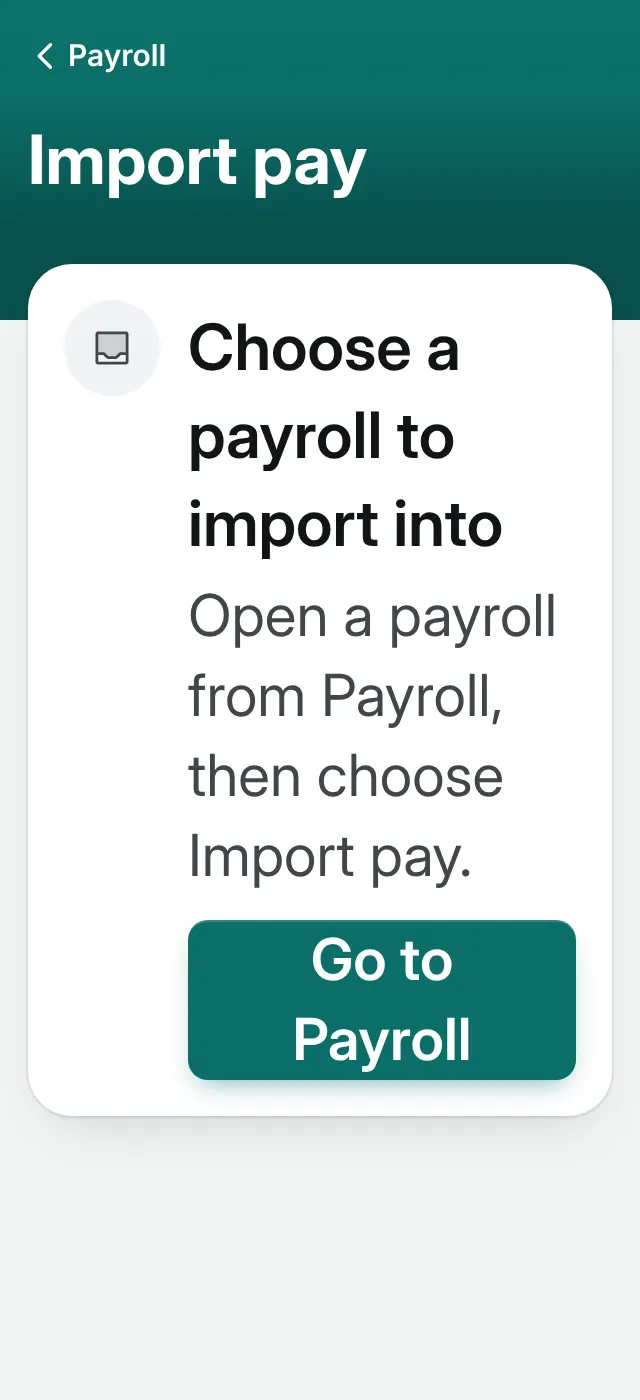 Payroll
Import pay
Choose a
payroll to
import into
Open a payroll
from Payroll,
then choose
Import pay.
Go to
Payroll